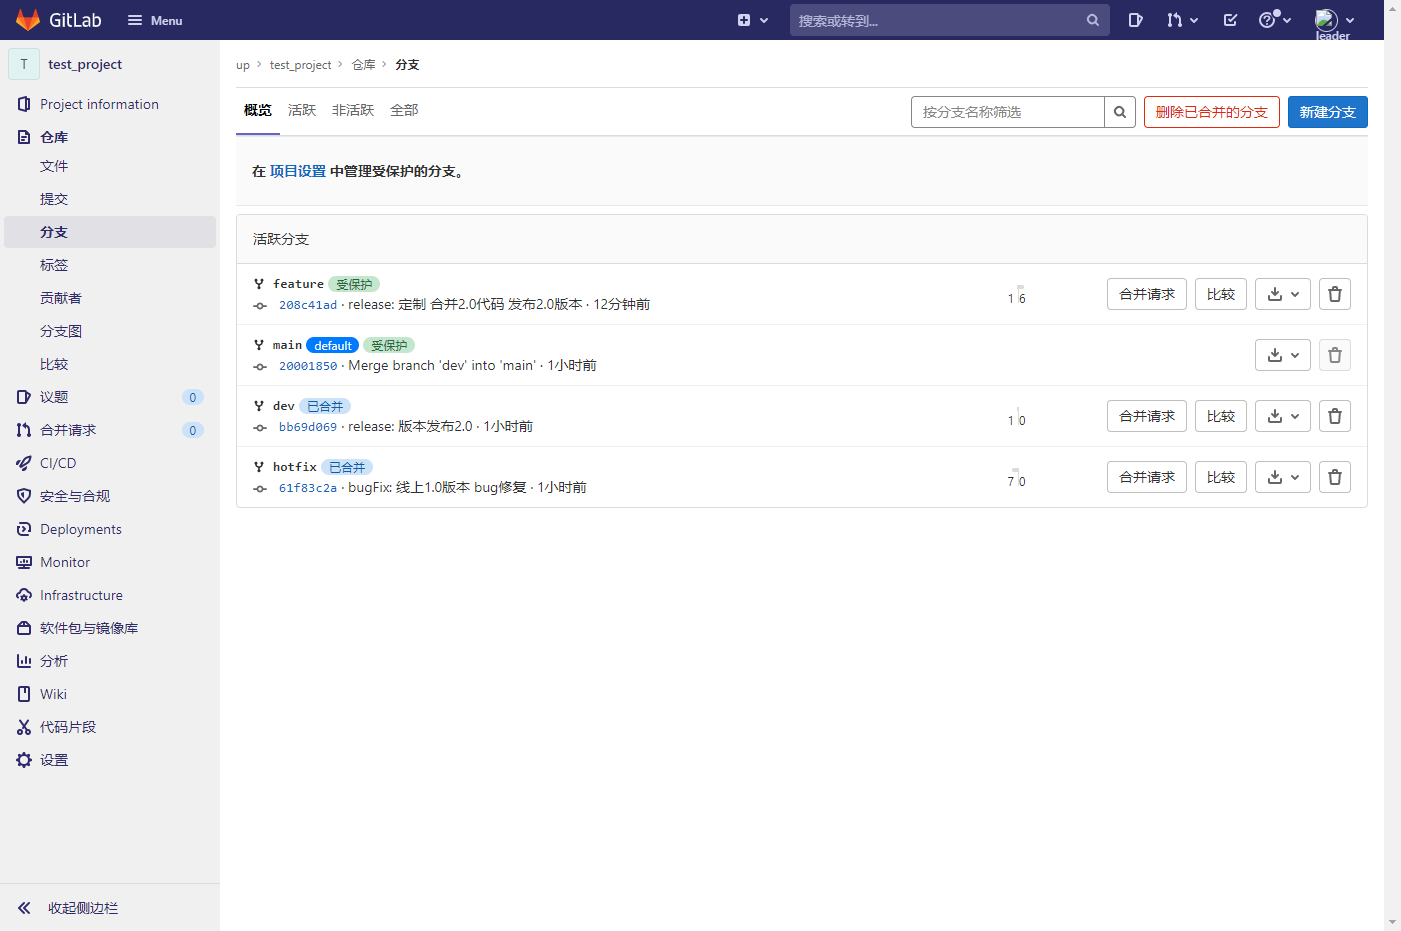 GitLab
Menu
搜索或转到...
leader
T test_project
Project information
仓库
文件
提交
分支
标签
贡献者
分支图
比较
议题 0
合并请求 0
CI/CD
安全与合规
Deployments
Monitor
Infrastructure
软件包与镜像库
分析
Wiki
代码片段
设置
收起侧边栏
up › test_project › 仓库 › 分支
概览 活跃 非活跃 全部
按分支名称筛选
删除已合并的分支
新建分支
在 项目设置 中管理受保护的分支。
活跃分支
feature 受保护
208c41ad · release: 定制 合并2.0代码 发布2.0版本 · 12分钟前
1 6
合并请求 比较
main default 受保护
20001850 · Merge branch 'dev' into 'main' · 1小时前
dev 已合并
bb69d069 · release: 版本发布2.0 · 1小时前
1 0
合并请求 比较
hotfix 已合并
61f83c2a · bugFix: 线上1.0版本 bug修复 · 1小时前
7 0
合并请求 比较